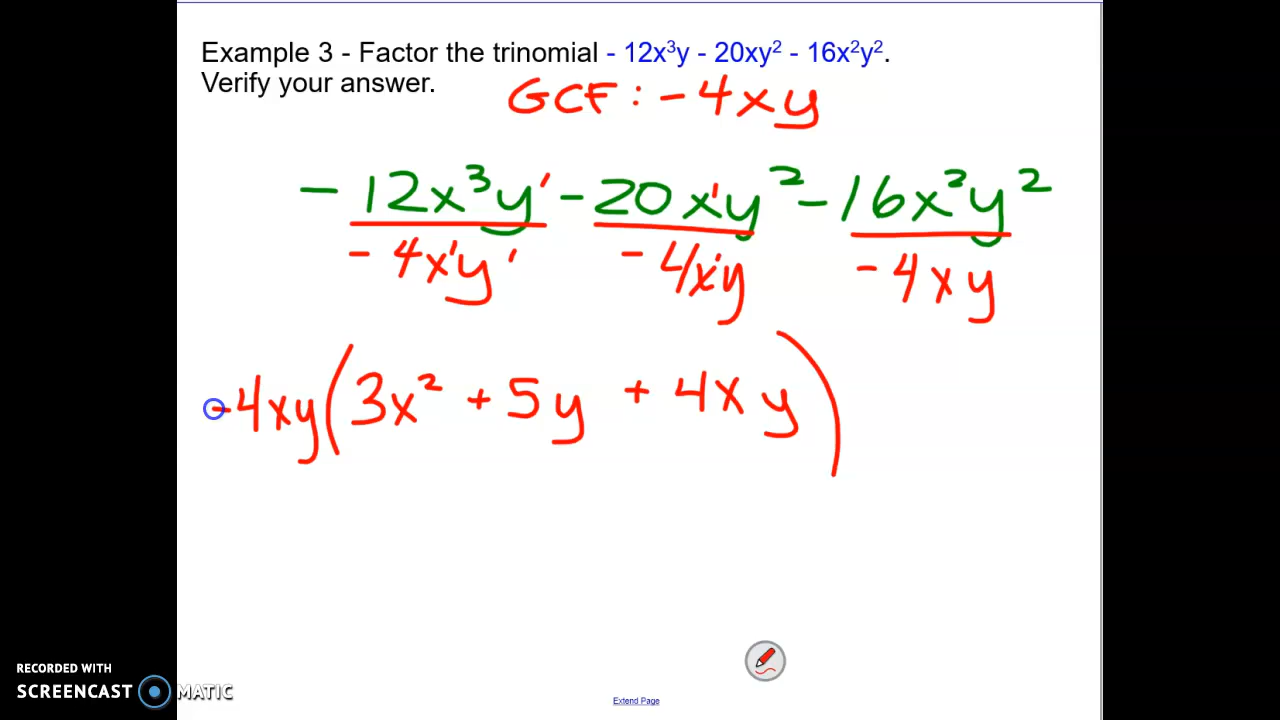 Example 3 - Factor the trinomial - 12x³y - 20xy² - 16x²y².
Verify your answer.
GCF : - 4xy
- 12x³y¹ - 20x¹y² - 16x²y²
- 4x¹y¹ - 4x¹y - 4xy
- 4xy(3x² + 5y + 4xy)
RECORDED WITH
SCREENCAST MATIC
Extend Page